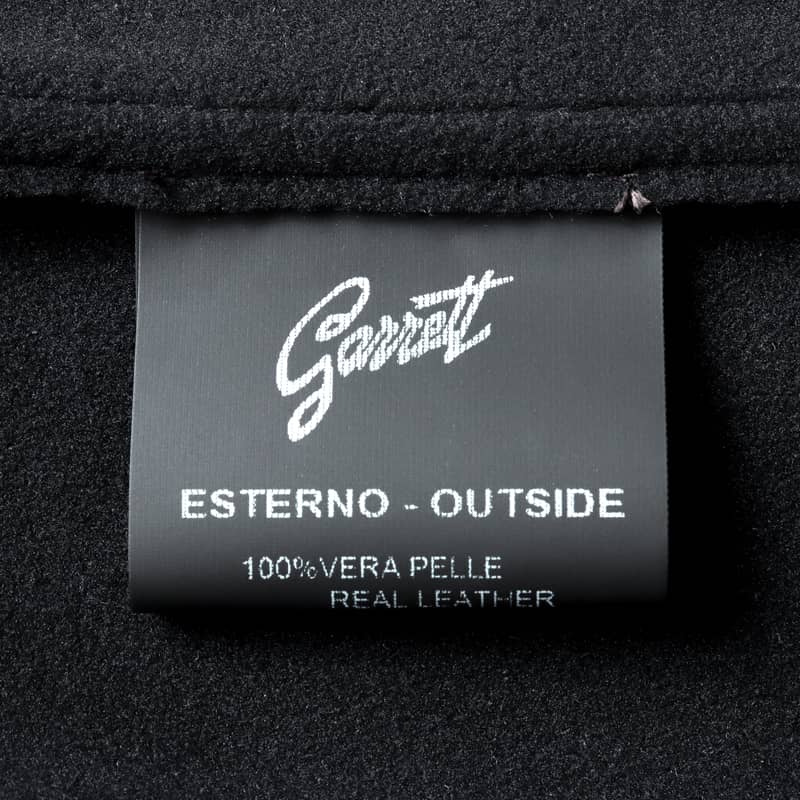 Garrett
ESTERNO - OUTSIDE
100%VERA PELLE
REAL LEATHER